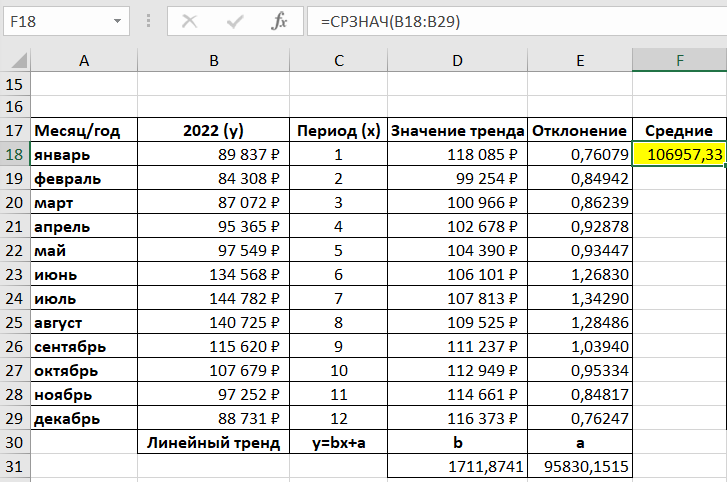 F18 fx =СРЗНАЧ(B18:B29)
A B C D E F
15
16
17 Месяц/год 2022 (y) Период (x) Значение тренда Отклонение Средние
18 январь 89 837 ₽ 1 118 085 ₽ 0,76079 106957,33
19 февраль 84 308 ₽ 2 99 254 ₽ 0,84942
20 март 87 072 ₽ 3 100 966 ₽ 0,86239
21 апрель 95 365 ₽ 4 102 678 ₽ 0,92878
22 май 97 549 ₽ 5 104 390 ₽ 0,93447
23 июнь 134 568 ₽ 6 106 101 ₽ 1,26830
24 июль 144 782 ₽ 7 107 813 ₽ 1,34290
25 август 140 725 ₽ 8 109 525 ₽ 1,28486
26 сентябрь 115 620 ₽ 9 111 237 ₽ 1,03940
27 октябрь 107 679 ₽ 10 112 949 ₽ 0,95334
28 ноябрь 97 252 ₽ 11 114 661 ₽ 0,84817
29 декабрь 88 731 ₽ 12 116 373 ₽ 0,76247
30 Линейный тренд y=bx+a b a
31 1711,8741 95830,1515